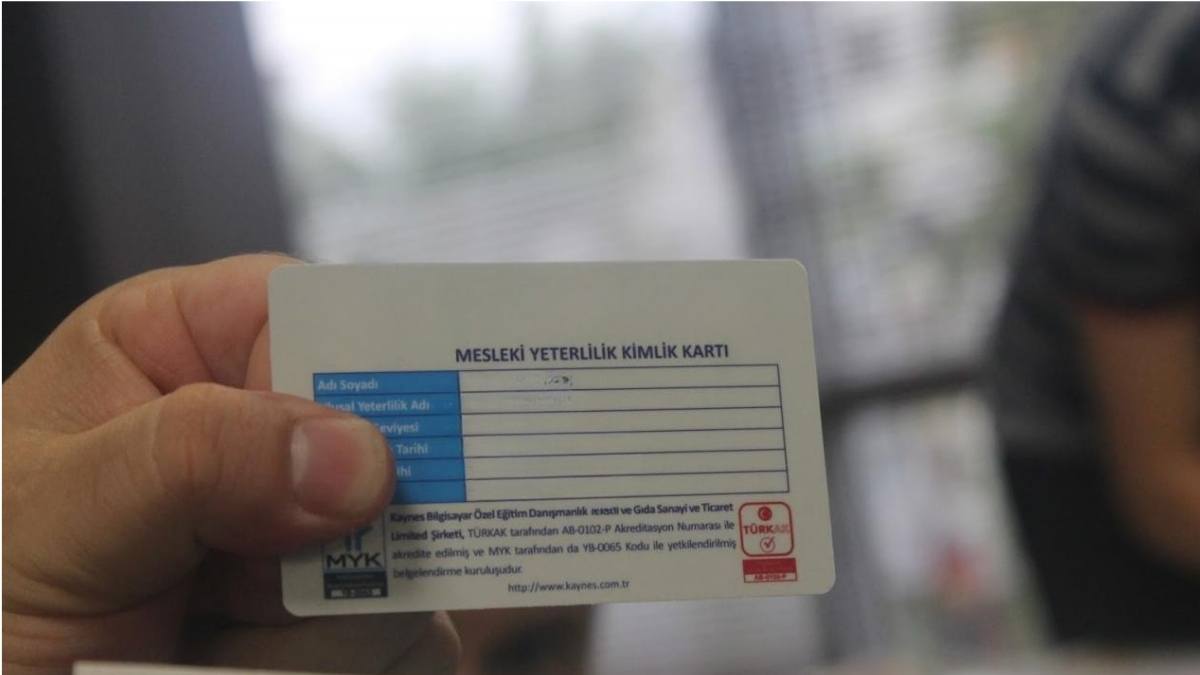 MESLEKİ YETERLİLİK KİMLİK KARTI
Adı Soyadı
Yeterlilik Adı
Tarihi
Kaynes Bilgisayar Özel Eğitim Danışmanlık ve Gıda Sanayi ve Ticaret
Limited Şirketi, TÜRKAK tarafından AB-0102-P Akreditasyon Numarası ile
akredite edilmiş ve MYK tarafından da YB-0065 Kodu ile yetkilendirilmiş
belgelendirme kuruluşudur.
http://www.kaynes.com.tr
MYK
TÜRKAK